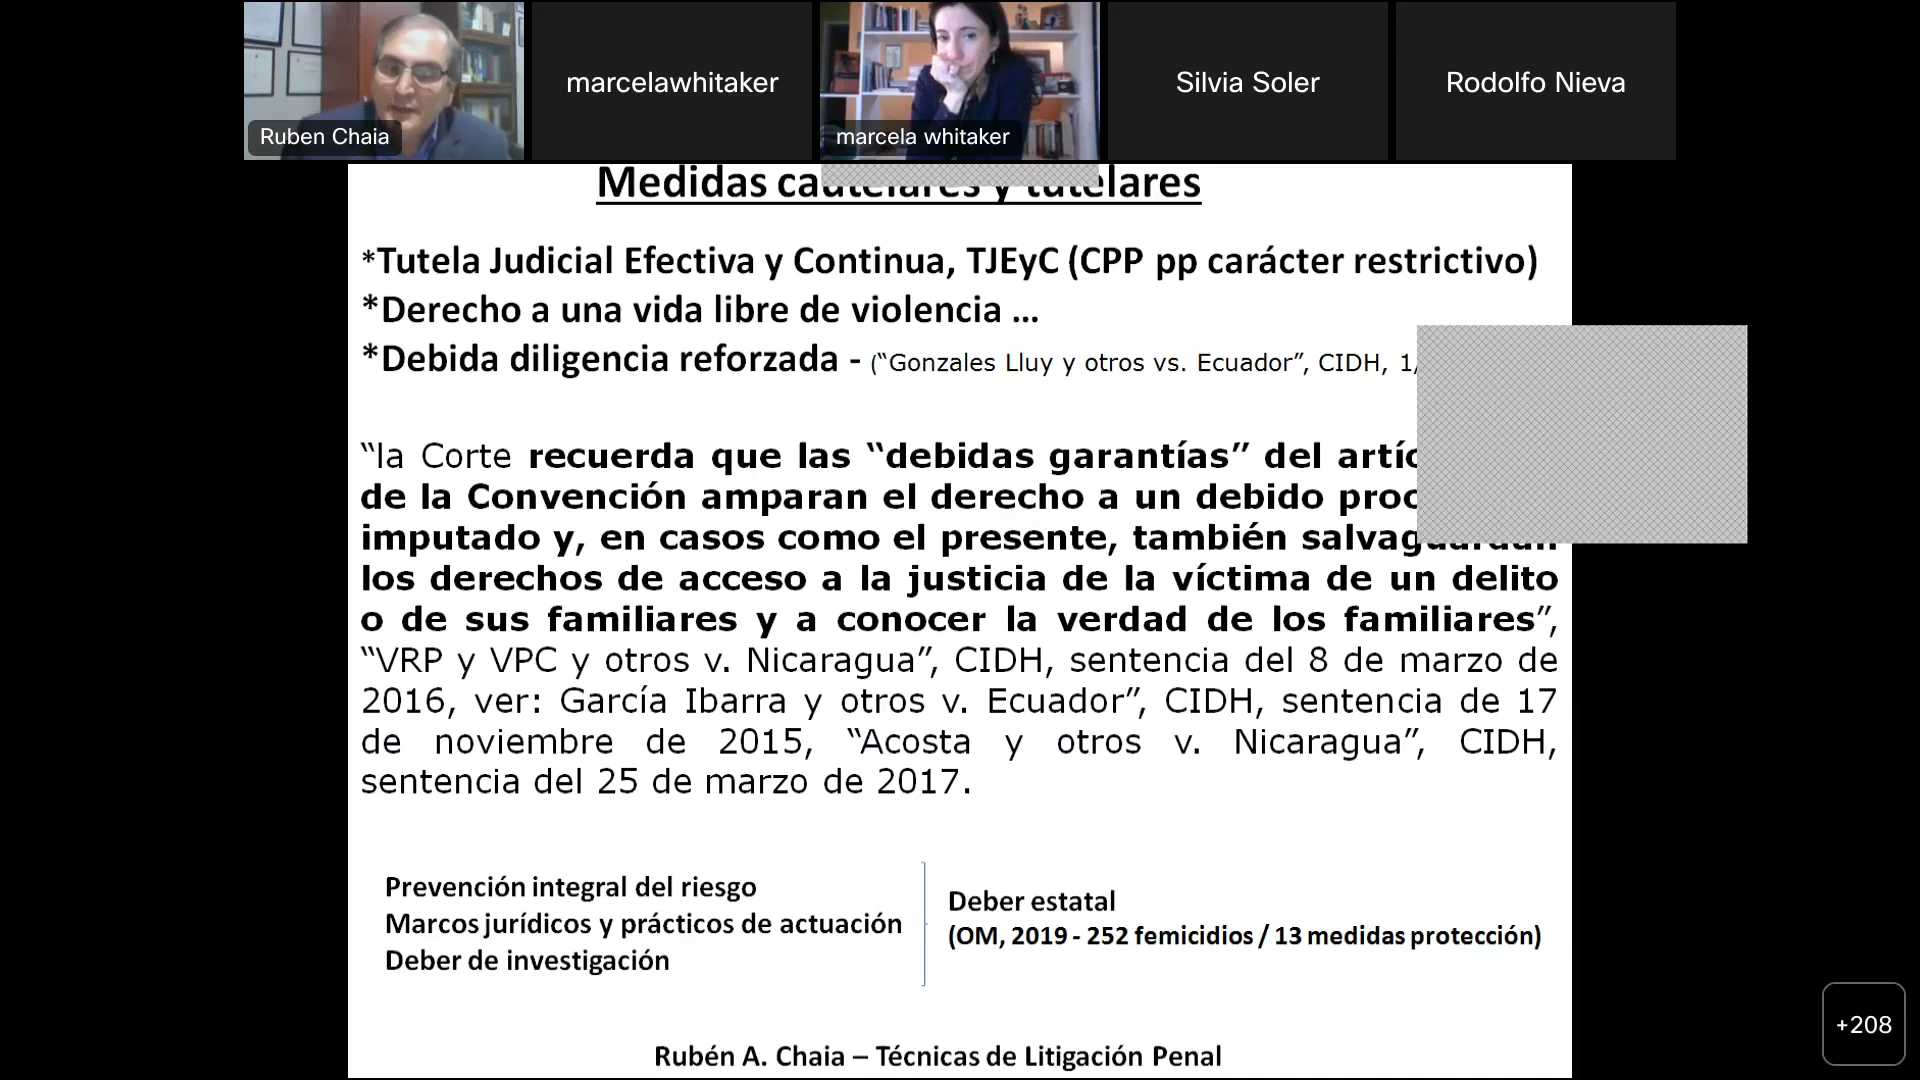 Ruben Chaia
marcelawhitaker
marcela whitaker
Silvia Soler
Rodolfo Nieva
Medidas cautelares y tutelares
*Tutela Judicial Efectiva y Continua, TJEyC (CPP pp carácter restrictivo)
*Derecho a una vida libre de violencia ...
*Debida diligencia reforzada - (“Gonzales Lluy y otros vs. Ecuador”, CIDH, 1/
“la Corte recuerda que las “debidas garantías” del
de la Convención amparan el derecho a un debido
imputado y, en casos como el presente, también salvaguardan
los derechos de acceso a la justicia de la víctima de un delito
o de sus familiares y a conocer la verdad de los familiares”,
“VRP y VPC y otros v. Nicaragua”, CIDH, sentencia del 8 de marzo de
2016, ver: García Ibarra y otros v. Ecuador”, CIDH, sentencia de 17
de noviembre de 2015, “Acosta y otros v. Nicaragua”, CIDH,
sentencia del 25 de marzo de 2017.
Prevención integral del riesgo
Marcos jurídicos y prácticos de actuación
Deber de investigación
Deber estatal
(OM, 2019 - 252 femicidios / 13 medidas protección)
Rubén A. Chaia – Técnicas de Litigación Penal
+208